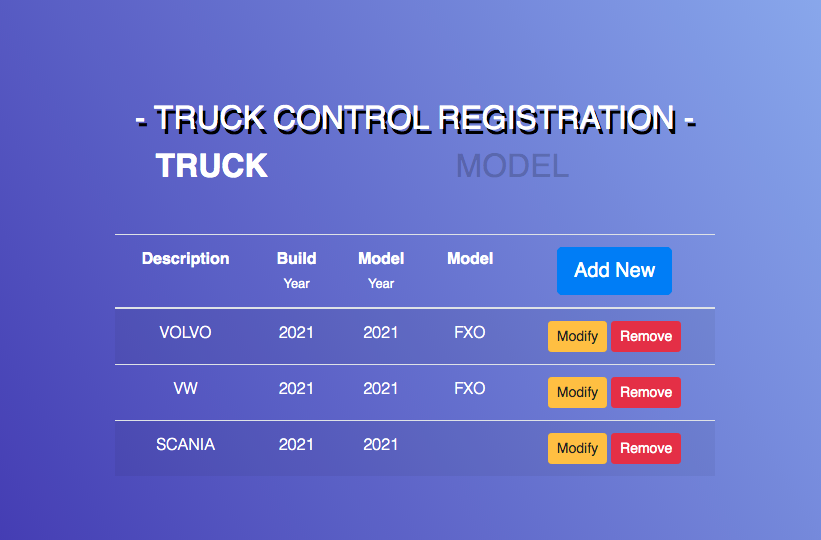 - TRUCK CONTROL REGISTRATION -
TRUCK MODEL
Description Build Year Model Year Model Add New
VOLVO 2021 2021 FXO Modify Remove
VW 2021 2021 FXO Modify Remove
SCANIA 2021 2021 Modify Remove